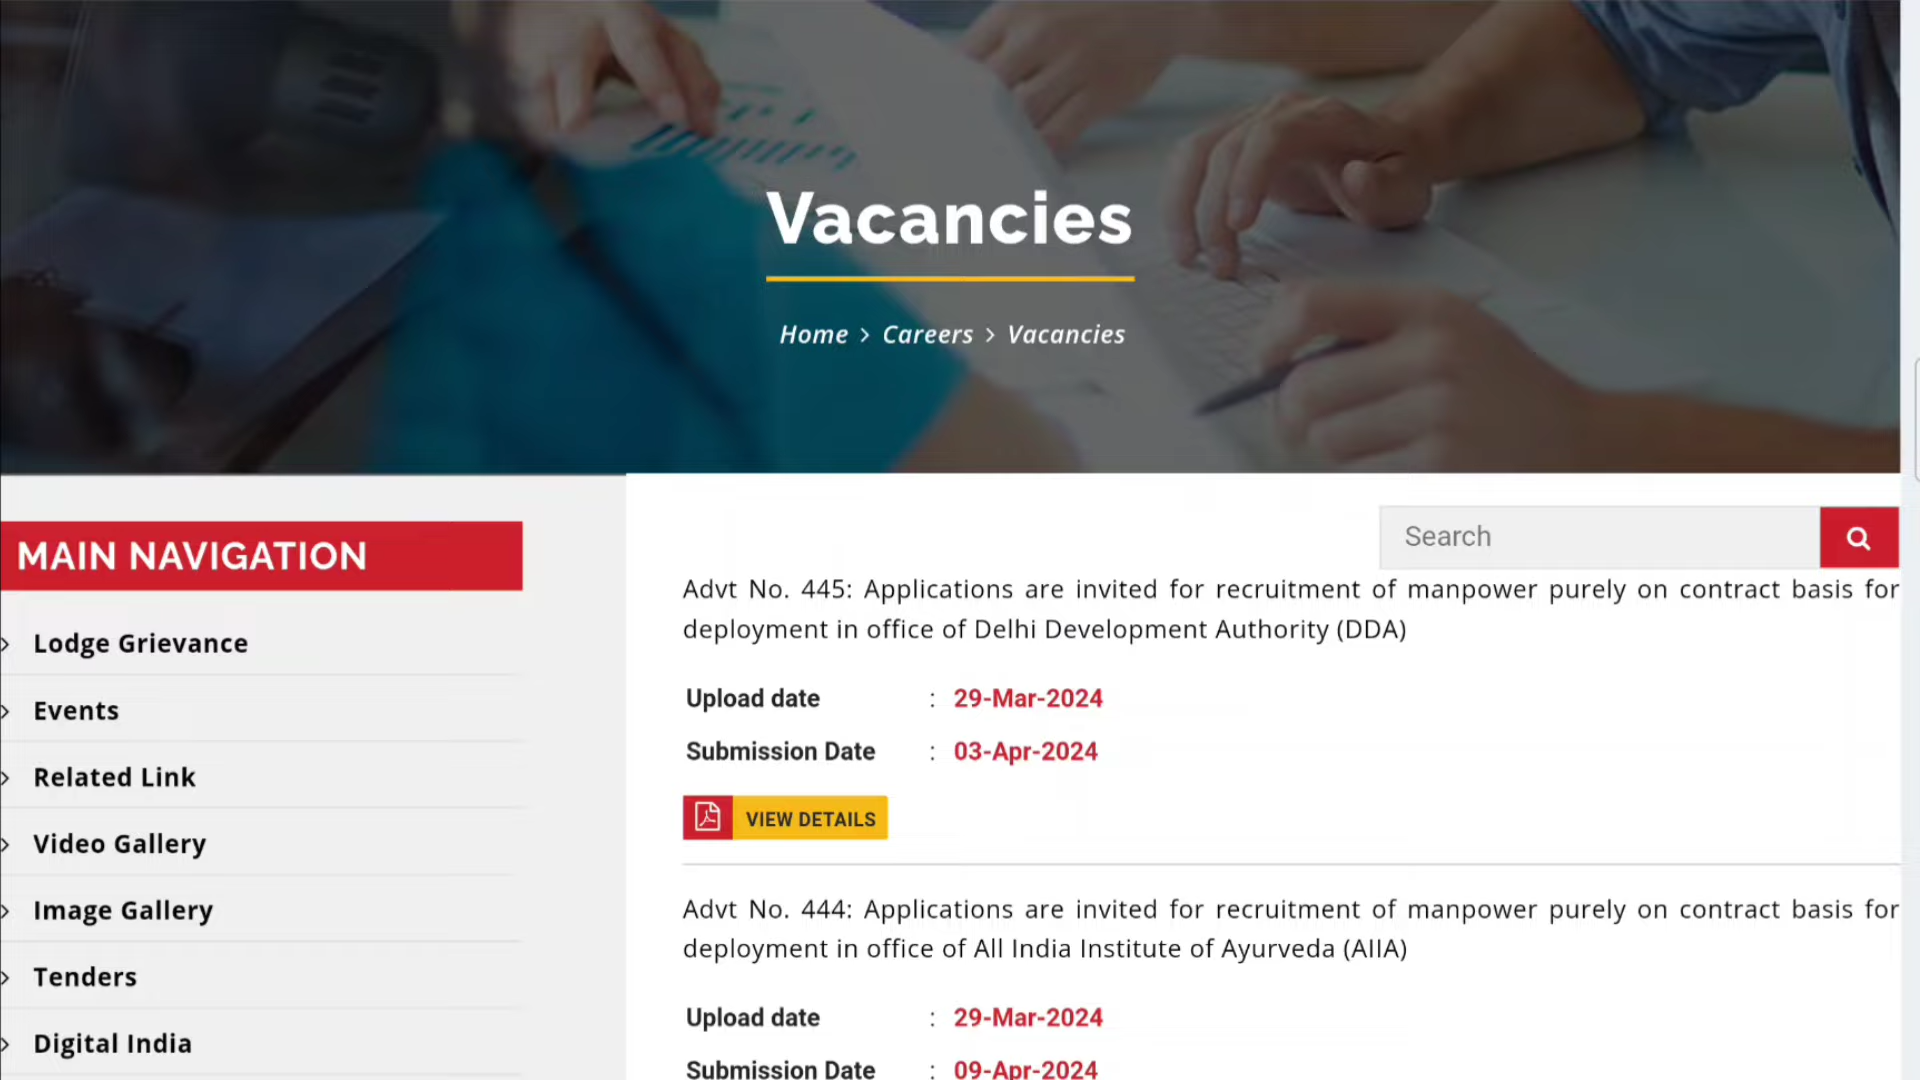 Vacancies
Home > Careers > Vacancies
MAIN NAVIGATION
Lodge Grievance
Events
Related Link
Video Gallery
Image Gallery
Tenders
Digital India
Search
Advt No. 445: Applications are invited for recruitment of manpower purely on contract basis for
deployment in office of Delhi Development Authority (DDA)
Upload date : 29-Mar-2024
Submission Date : 03-Apr-2024
VIEW DETAILS
Advt No. 444: Applications are invited for recruitment of manpower purely on contract basis for
deployment in office of All India Institute of Ayurveda (AIIA)
Upload date : 29-Mar-2024
Submission Date : 09-Apr-2024